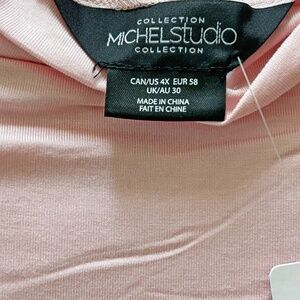 COLLECTION
MICHELSTUDIO
COLLECTION
CAN/US 4X EUR 58
UK/AU 30
MADE IN CHINA
FAIT EN CHINE